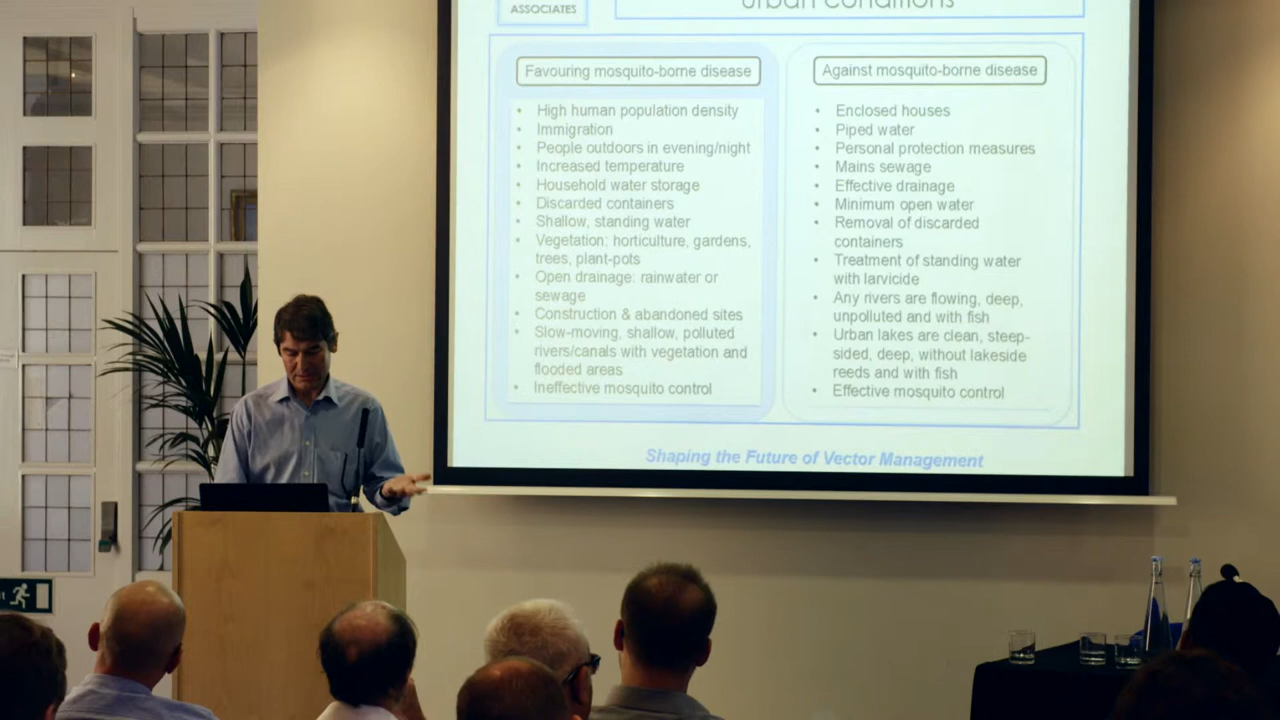 ASSOCIATES
Urban conditions
Favouring mosquito-borne disease
• High human population density
• Immigration
• People outdoors in evening/night
• Increased temperature
• Household water storage
• Discarded containers
• Shallow, standing water
• Vegetation: horticulture, gardens,
trees, plant-pots
• Open drainage: rainwater or
sewage
• Construction & abandoned sites
• Slow-moving, shallow, polluted
rivers/canals with vegetation and
flooded areas
• Ineffective mosquito control
Against mosquito-borne disease
• Enclosed houses
• Piped water
• Personal protection measures
• Mains sewage
• Effective drainage
• Minimum open water
• Removal of discarded
containers
• Treatment of standing water
with larvicide
• Any rivers are flowing, deep,
unpolluted and with fish
• Urban lakes are clean, steep-
sided, deep, without lakeside
reeds and with fish
• Effective mosquito control
Shaping the Future of Vector Management